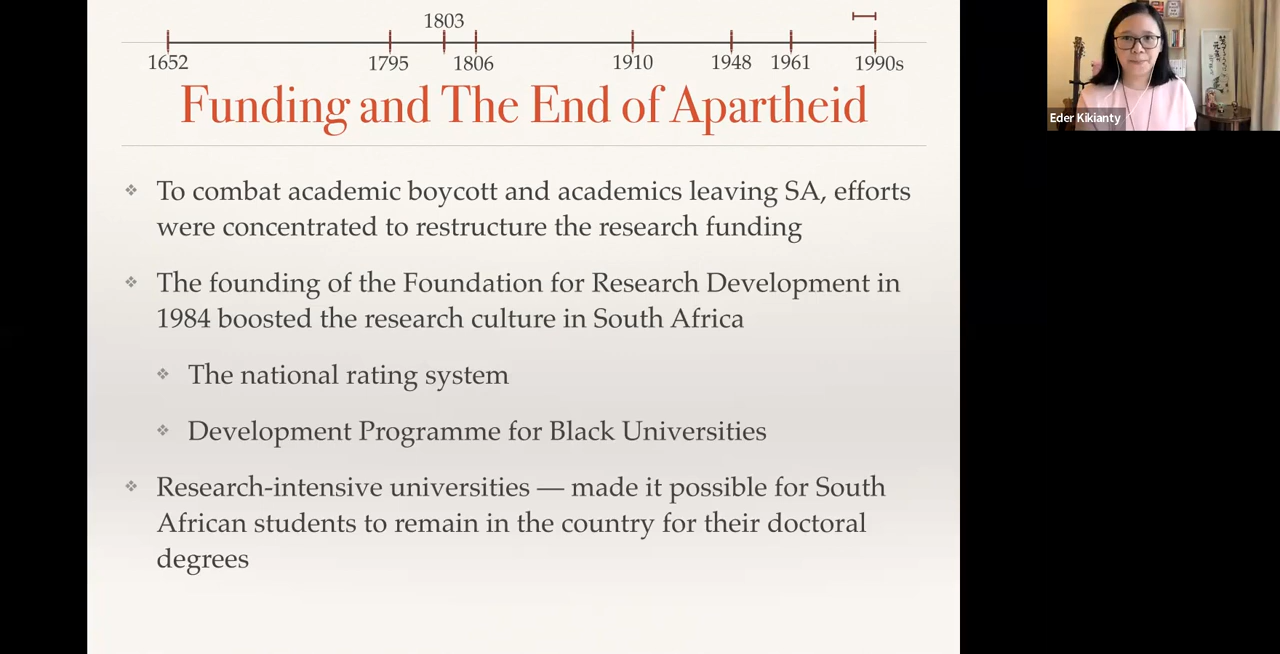 1803
1652 1795 1806 1910 1948 1961 1990s
Funding and The End of Apartheid
❖ To combat academic boycott and academics leaving SA, efforts
were concentrated to restructure the research funding
❖ The founding of the Foundation for Research Development in
1984 boosted the research culture in South Africa
❖ The national rating system
❖ Development Programme for Black Universities
❖ Research-intensive universities — made it possible for South
African students to remain in the country for their doctoral
degrees
Eder Kikianty